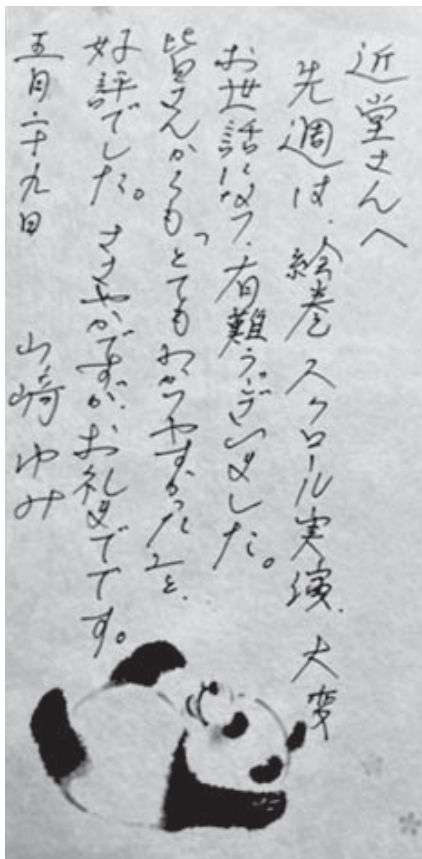 近堂さんへ
先週は、絵巻スクロール実演、大変
お世話になって、有難うございました。
皆さんからも「とてもわかりやすかった」と、
好評でした。ささやかですが、お礼までです。
五月二十九日　山崎ゆみ